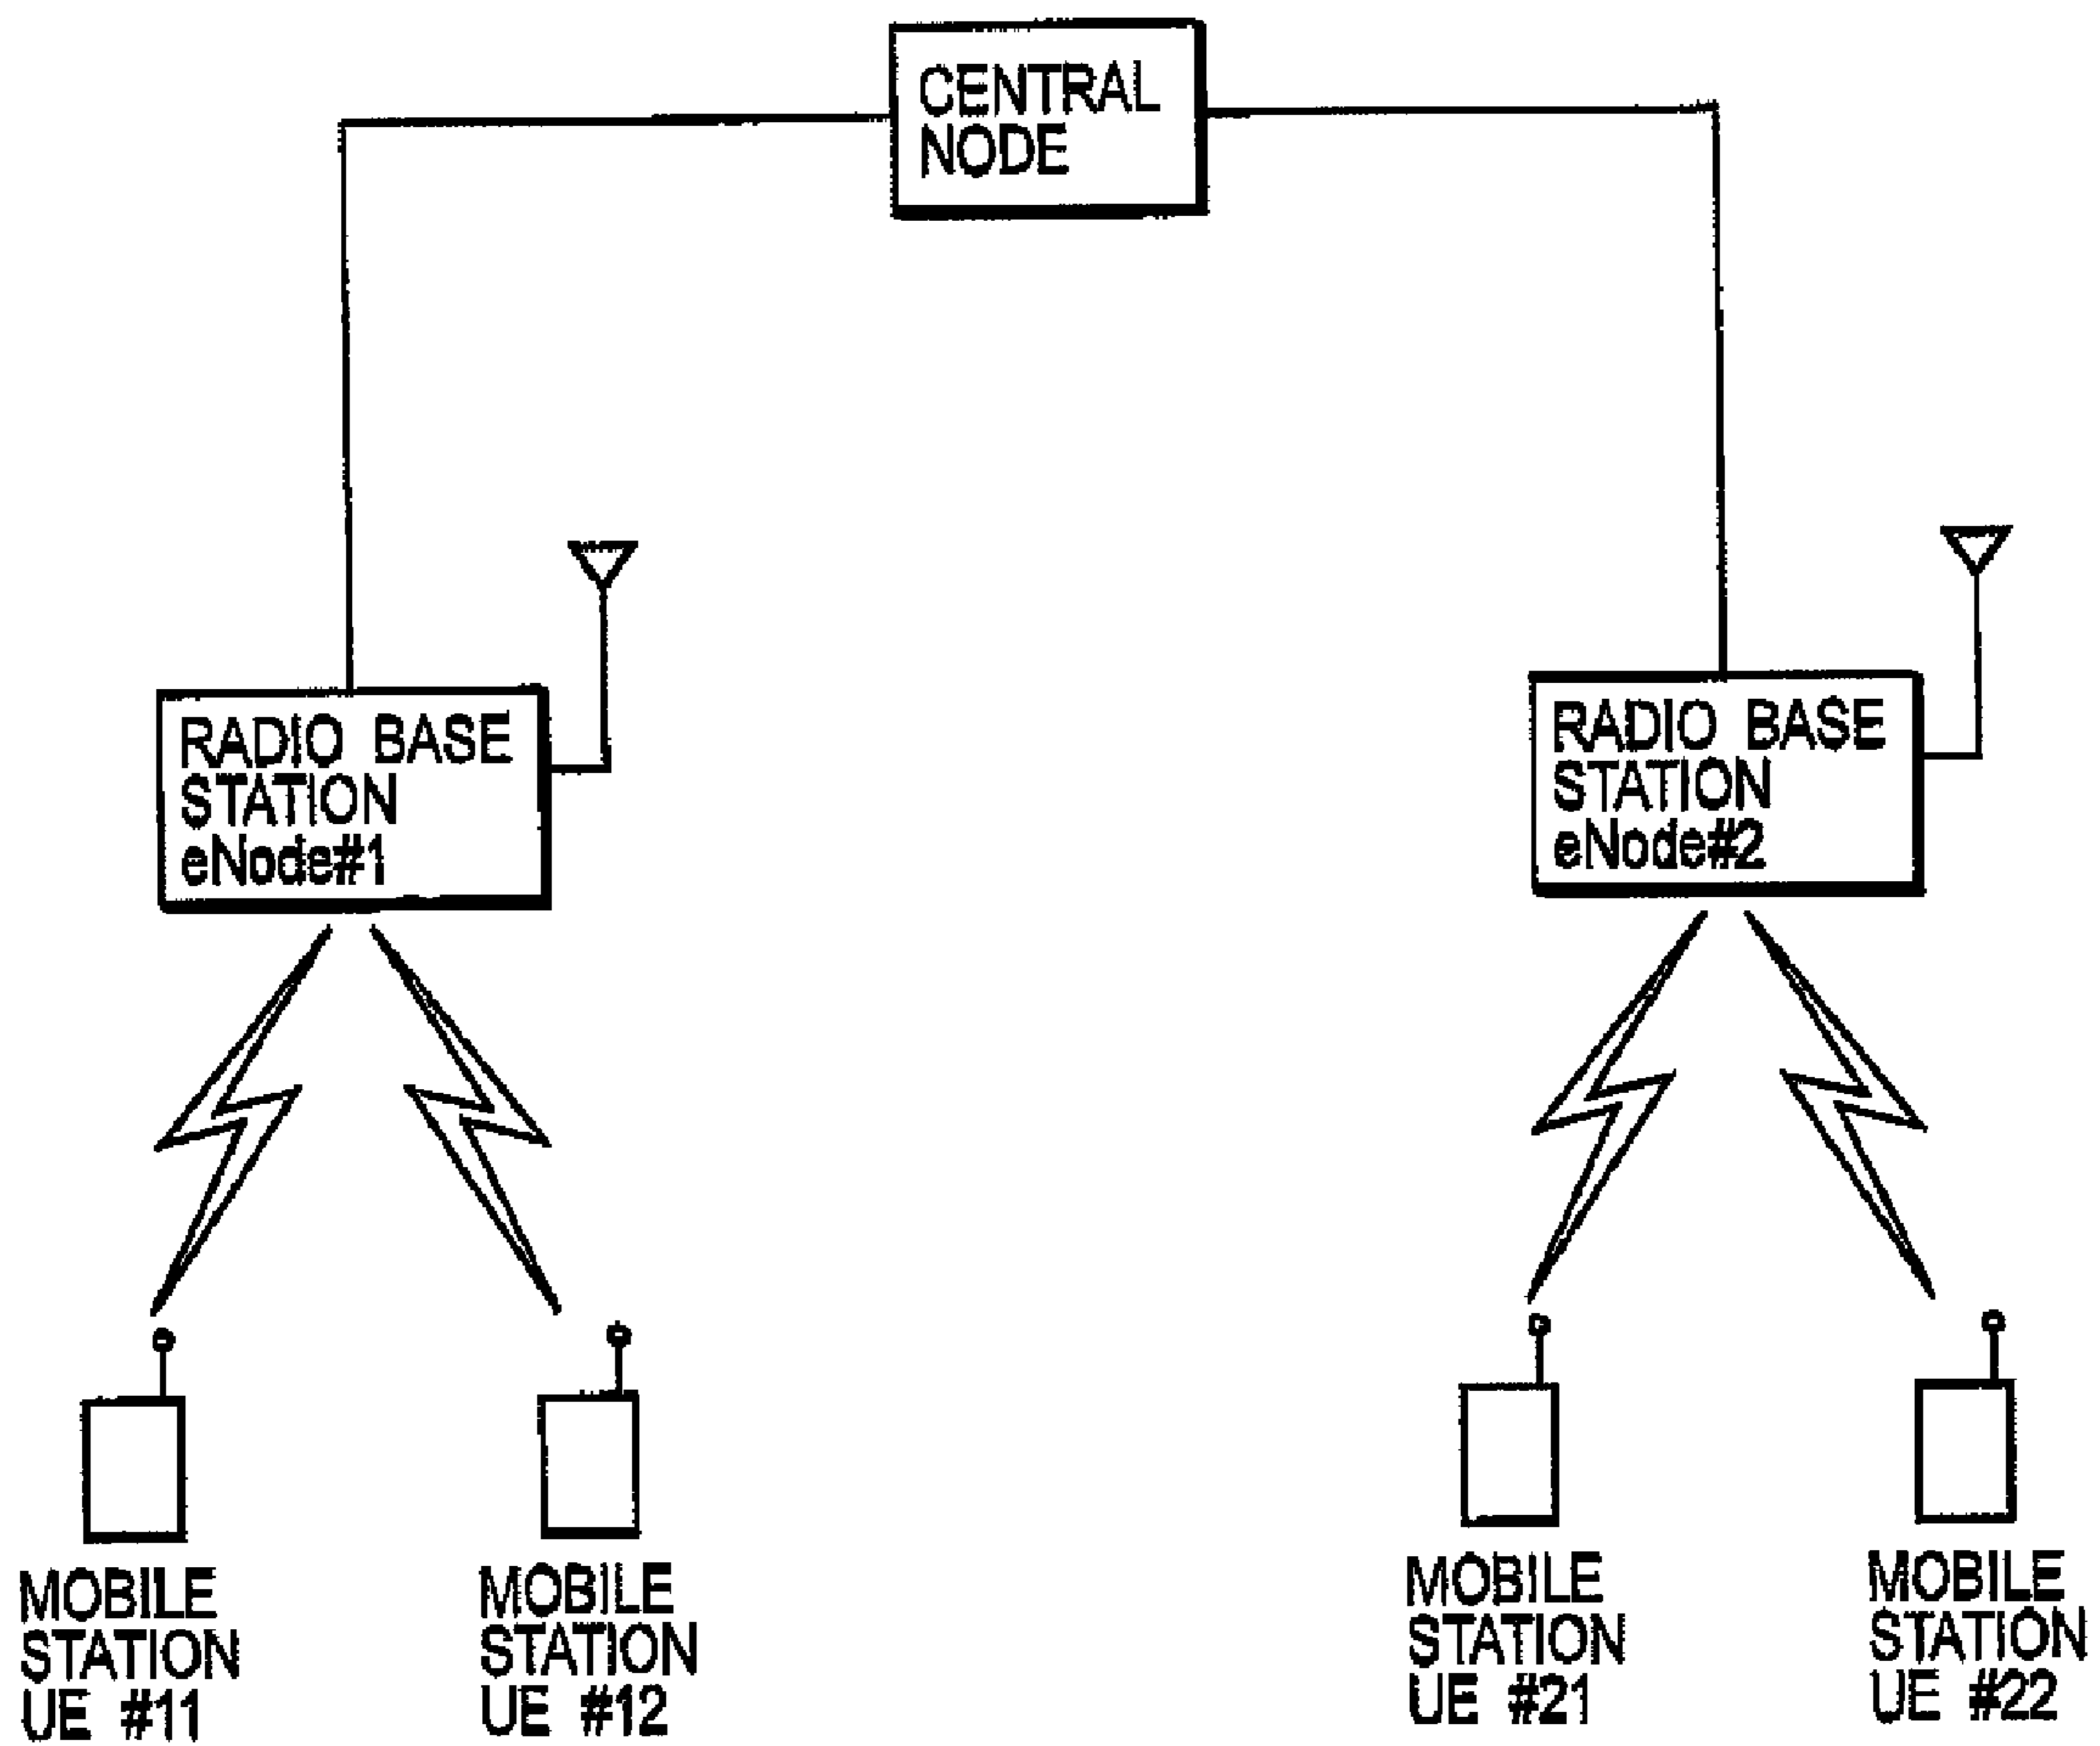 CENTRAL
NODE
RADIO BASE
STATION
eNode#1
RADIO BASE
STATION
eNode#2
MOBILE
STATION
UE #11
MOBILE
STATION
UE #12
MOBILE
STATION
UE #21
MOBILE
STATION
UE #22